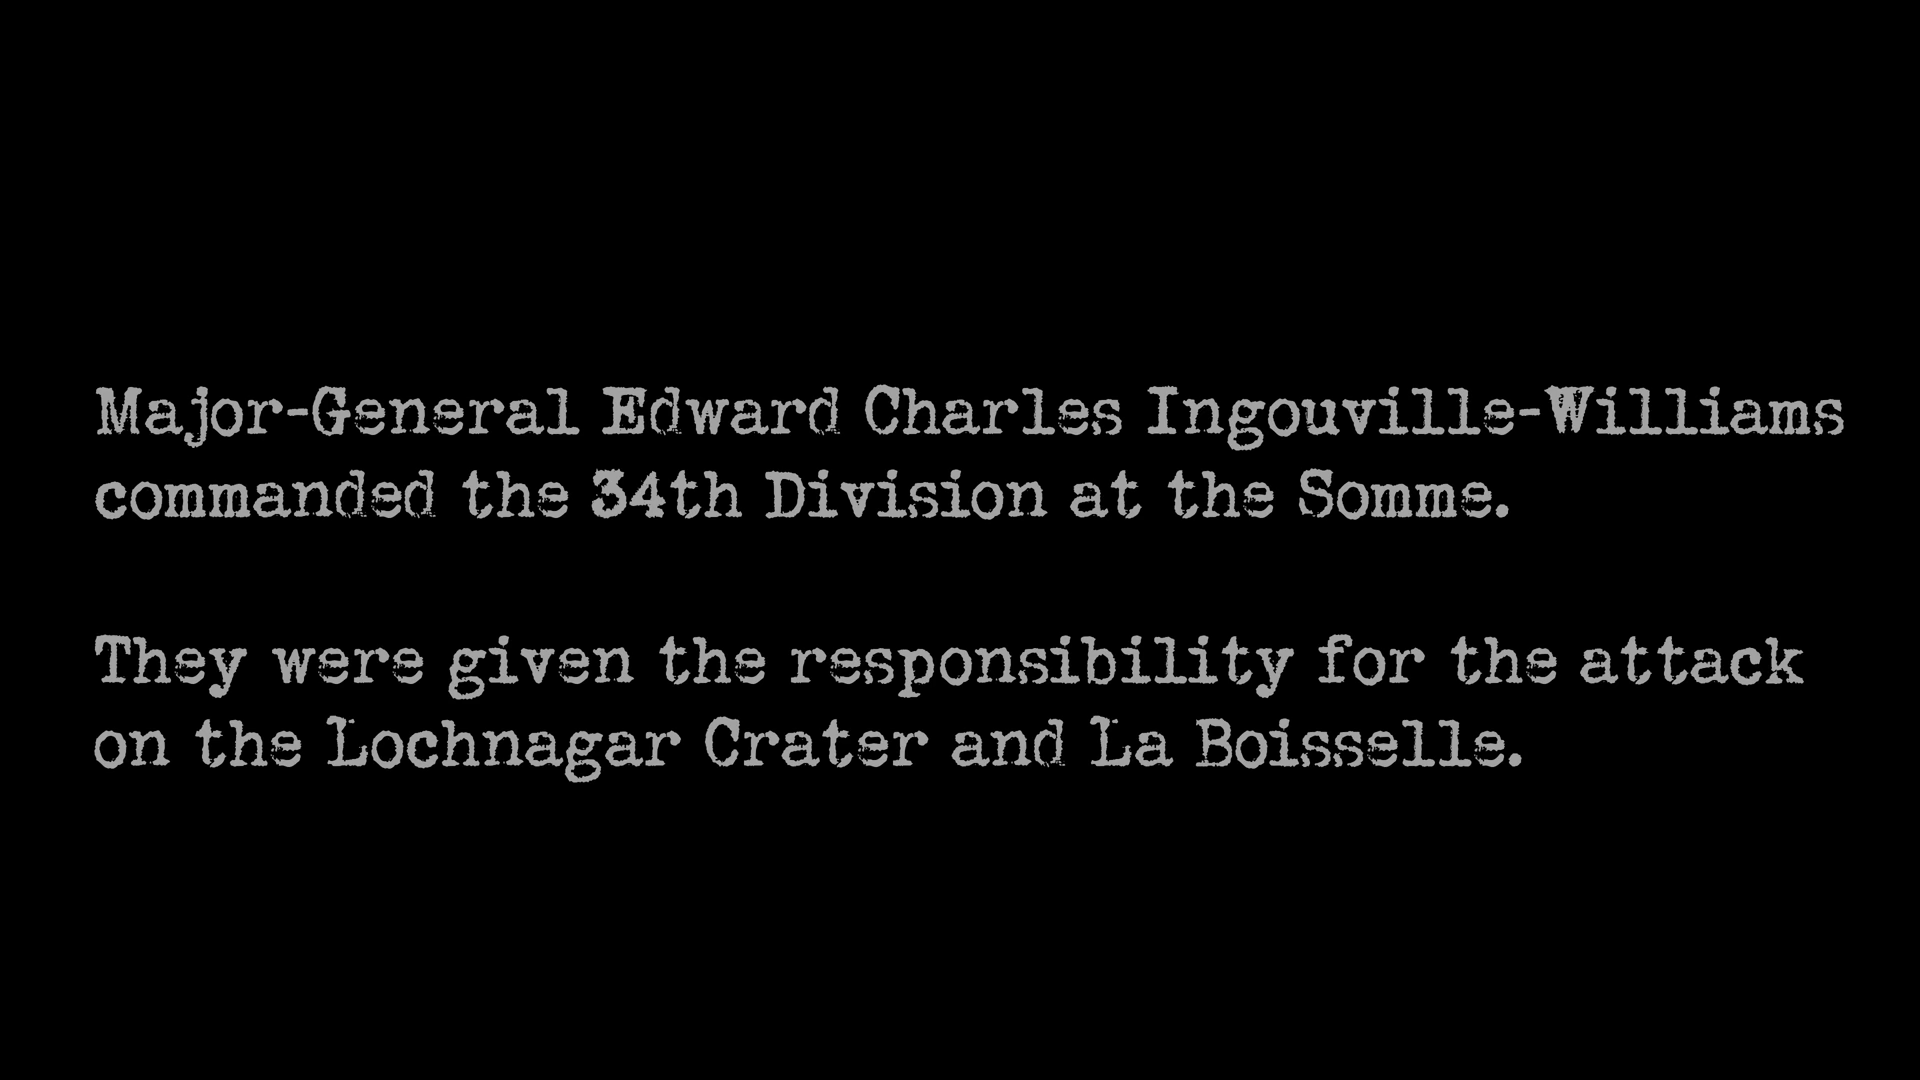 Major-General Edward Charles Ingouville-Williams
commanded the 34th Division at the Somme.
They were given the responsibility for the attack
on the Lochnagar Crater and La Boisselle.